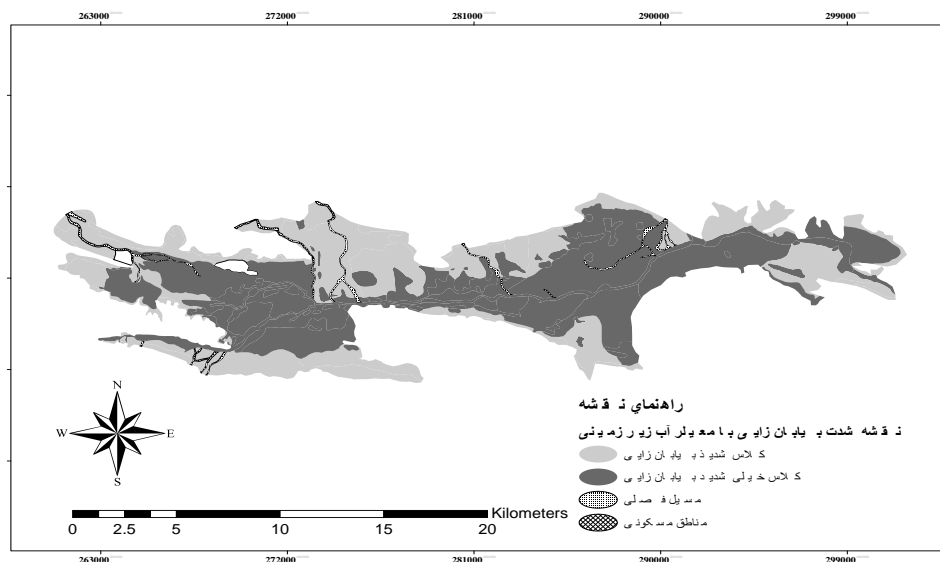 263000 272000 281000 290000 299000
N
W E
S
راهنماي نقشه
نقشه شدت بیابان زایی با معیلر آب زیرزمینی
کلاس شدیذ بیابان زایی
کلاس خیلی شدید بیابان زایی
مسیل فصلی
مناطق مسکونی
Kilometers
0 2.5 5 10 15 20
263000 272000 281000 290000 299000